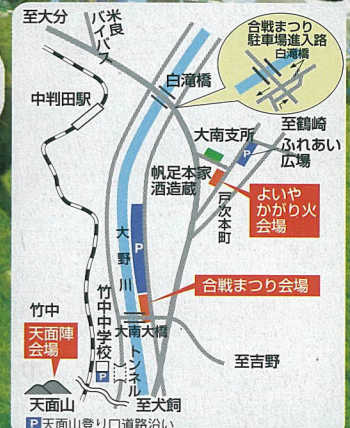 至大分
米良
バイパス
白滝橋
合戦まつり
駐車場進入路
白滝橋
中判田駅
大南支所
至鶴崎
ふれあい
広場
P
帆足本家
酒造蔵
戸次本町
よいや
かがり火
会場
大野川
P
合戦まつり会場
竹中
天面陣
会場
竹中中学校
P
大南大橋
トンネル
至吉野
天面山
至犬飼
P天面山登り口道路沿い